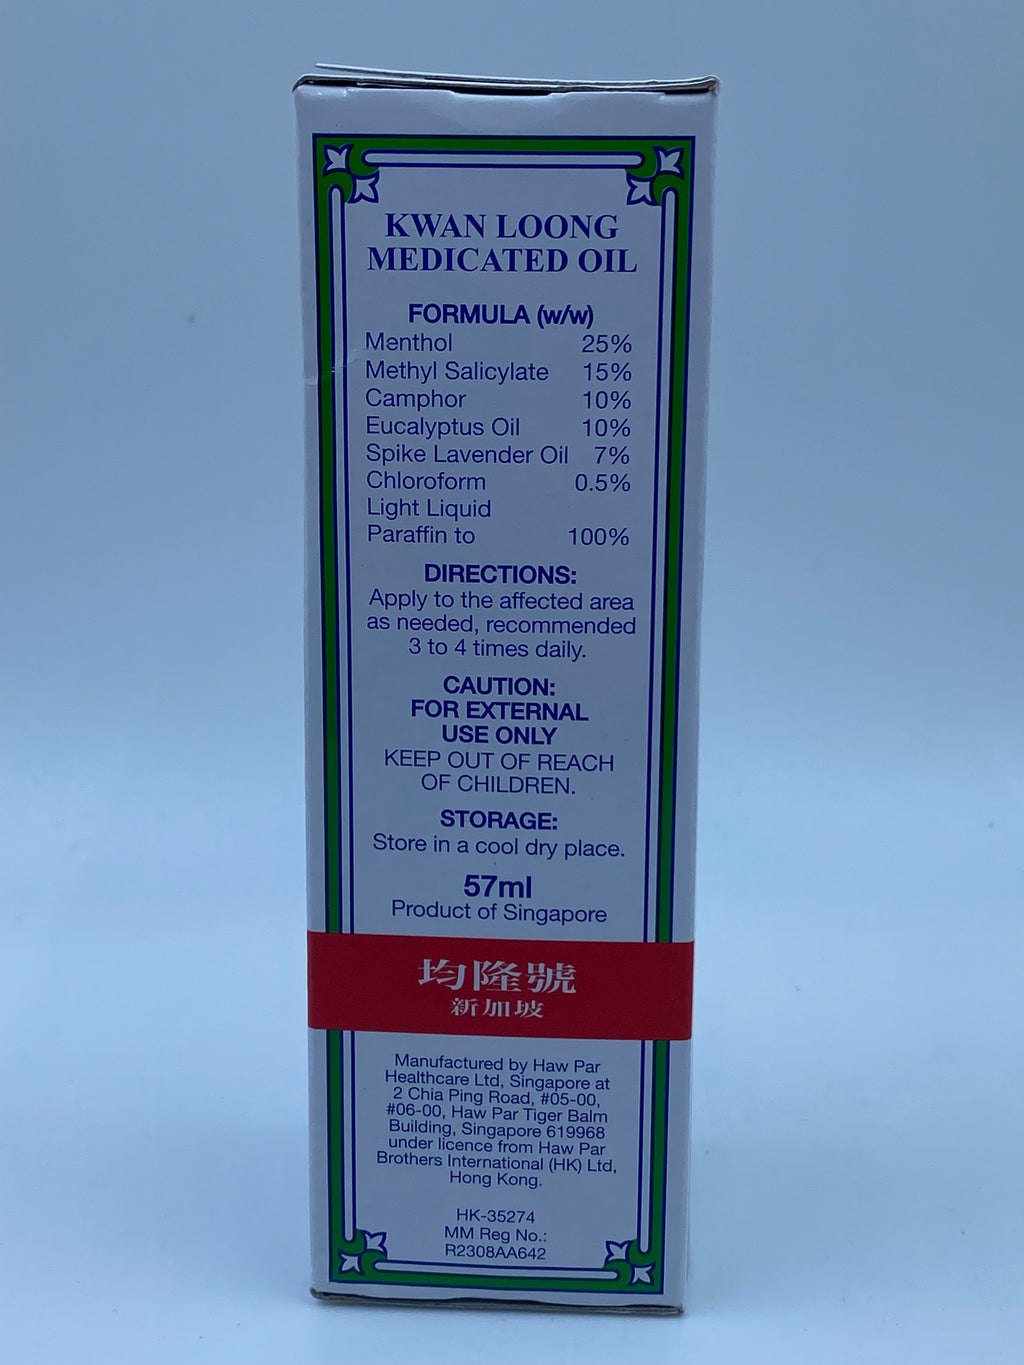 KWAN LOONG
MEDICATED OIL
FORMULA (w/w)
Menthol 25%
Methyl Salicylate 15%
Camphor 10%
Eucalyptus Oil 10%
Spike Lavender Oil 7%
Chloroform 0.5%
Light Liquid
Paraffin to 100%
DIRECTIONS:
Apply to the affected area
as needed, recommended
3 to 4 times daily.
CAUTION:
FOR EXTERNAL
USE ONLY
KEEP OUT OF REACH
OF CHILDREN.
STORAGE:
Store in a cool dry place.
57ml
Product of Singapore
均隆號
新加坡
Manufactured by Haw Par
Healthcare Ltd, Singapore at
2 Chia Ping Road, #05-00,
#06-00, Haw Par Tiger Balm
Building, Singapore 619968
under licence from Haw Par
Brothers International (HK) Ltd,
Hong Kong.
HK-35274
MM Reg No.:
R2308AA642